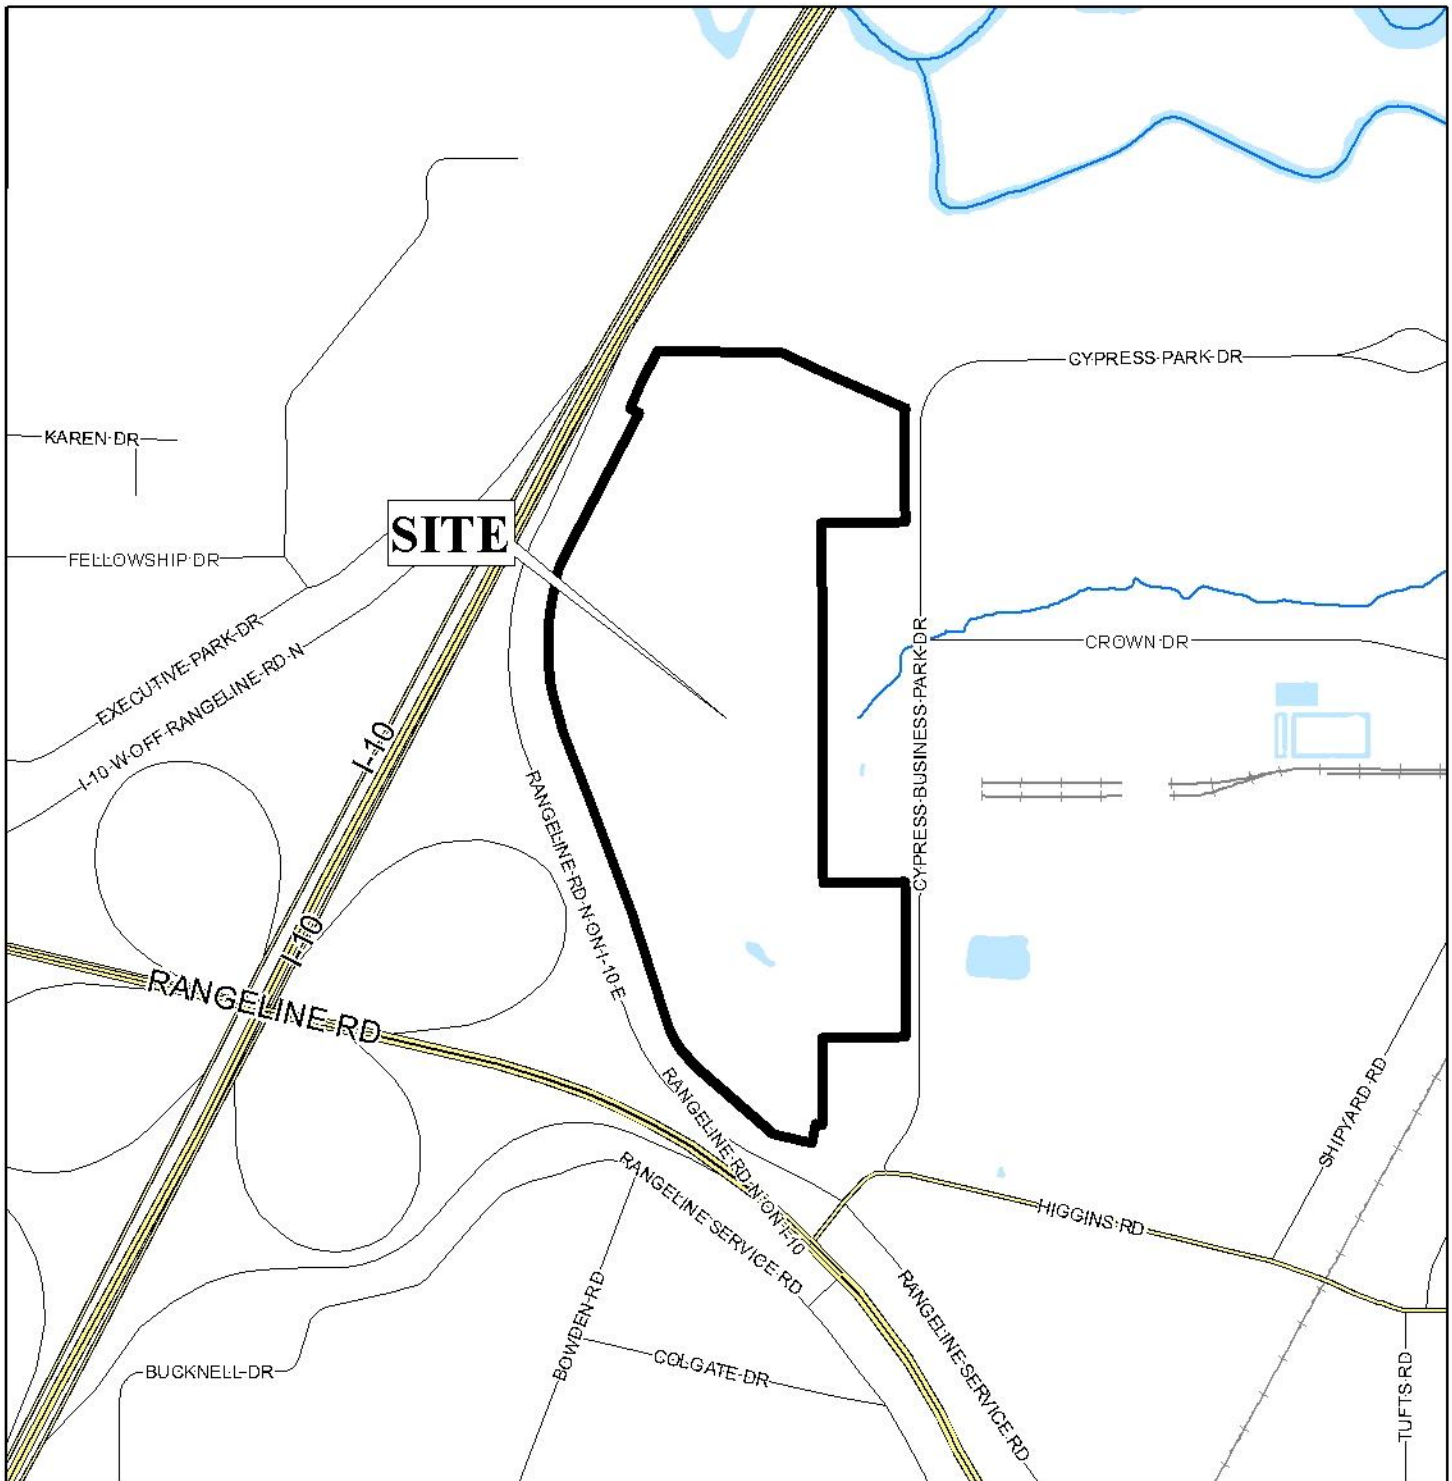 CYPRESS PARK DR
KAREN DR
SITE
FELLOWSHIP DR
EXECUTIVE PARK DR
I-10 W OFF RANGELINE RD N
CROWN DR
CYPRESS BUSINESS PARK DR
I-10
RANGELINE RD N ON I-10 E
I-10
RANGELINE RD
RANGELINE RD N ON I-10
SHIPYARD RD
RANGELINE SERVICE RD
HIGGINS RD
BOWDEN RD
RANGELINE SERVICE RD
BUCKNELL DR
COLGATE DR
TUFTS RD